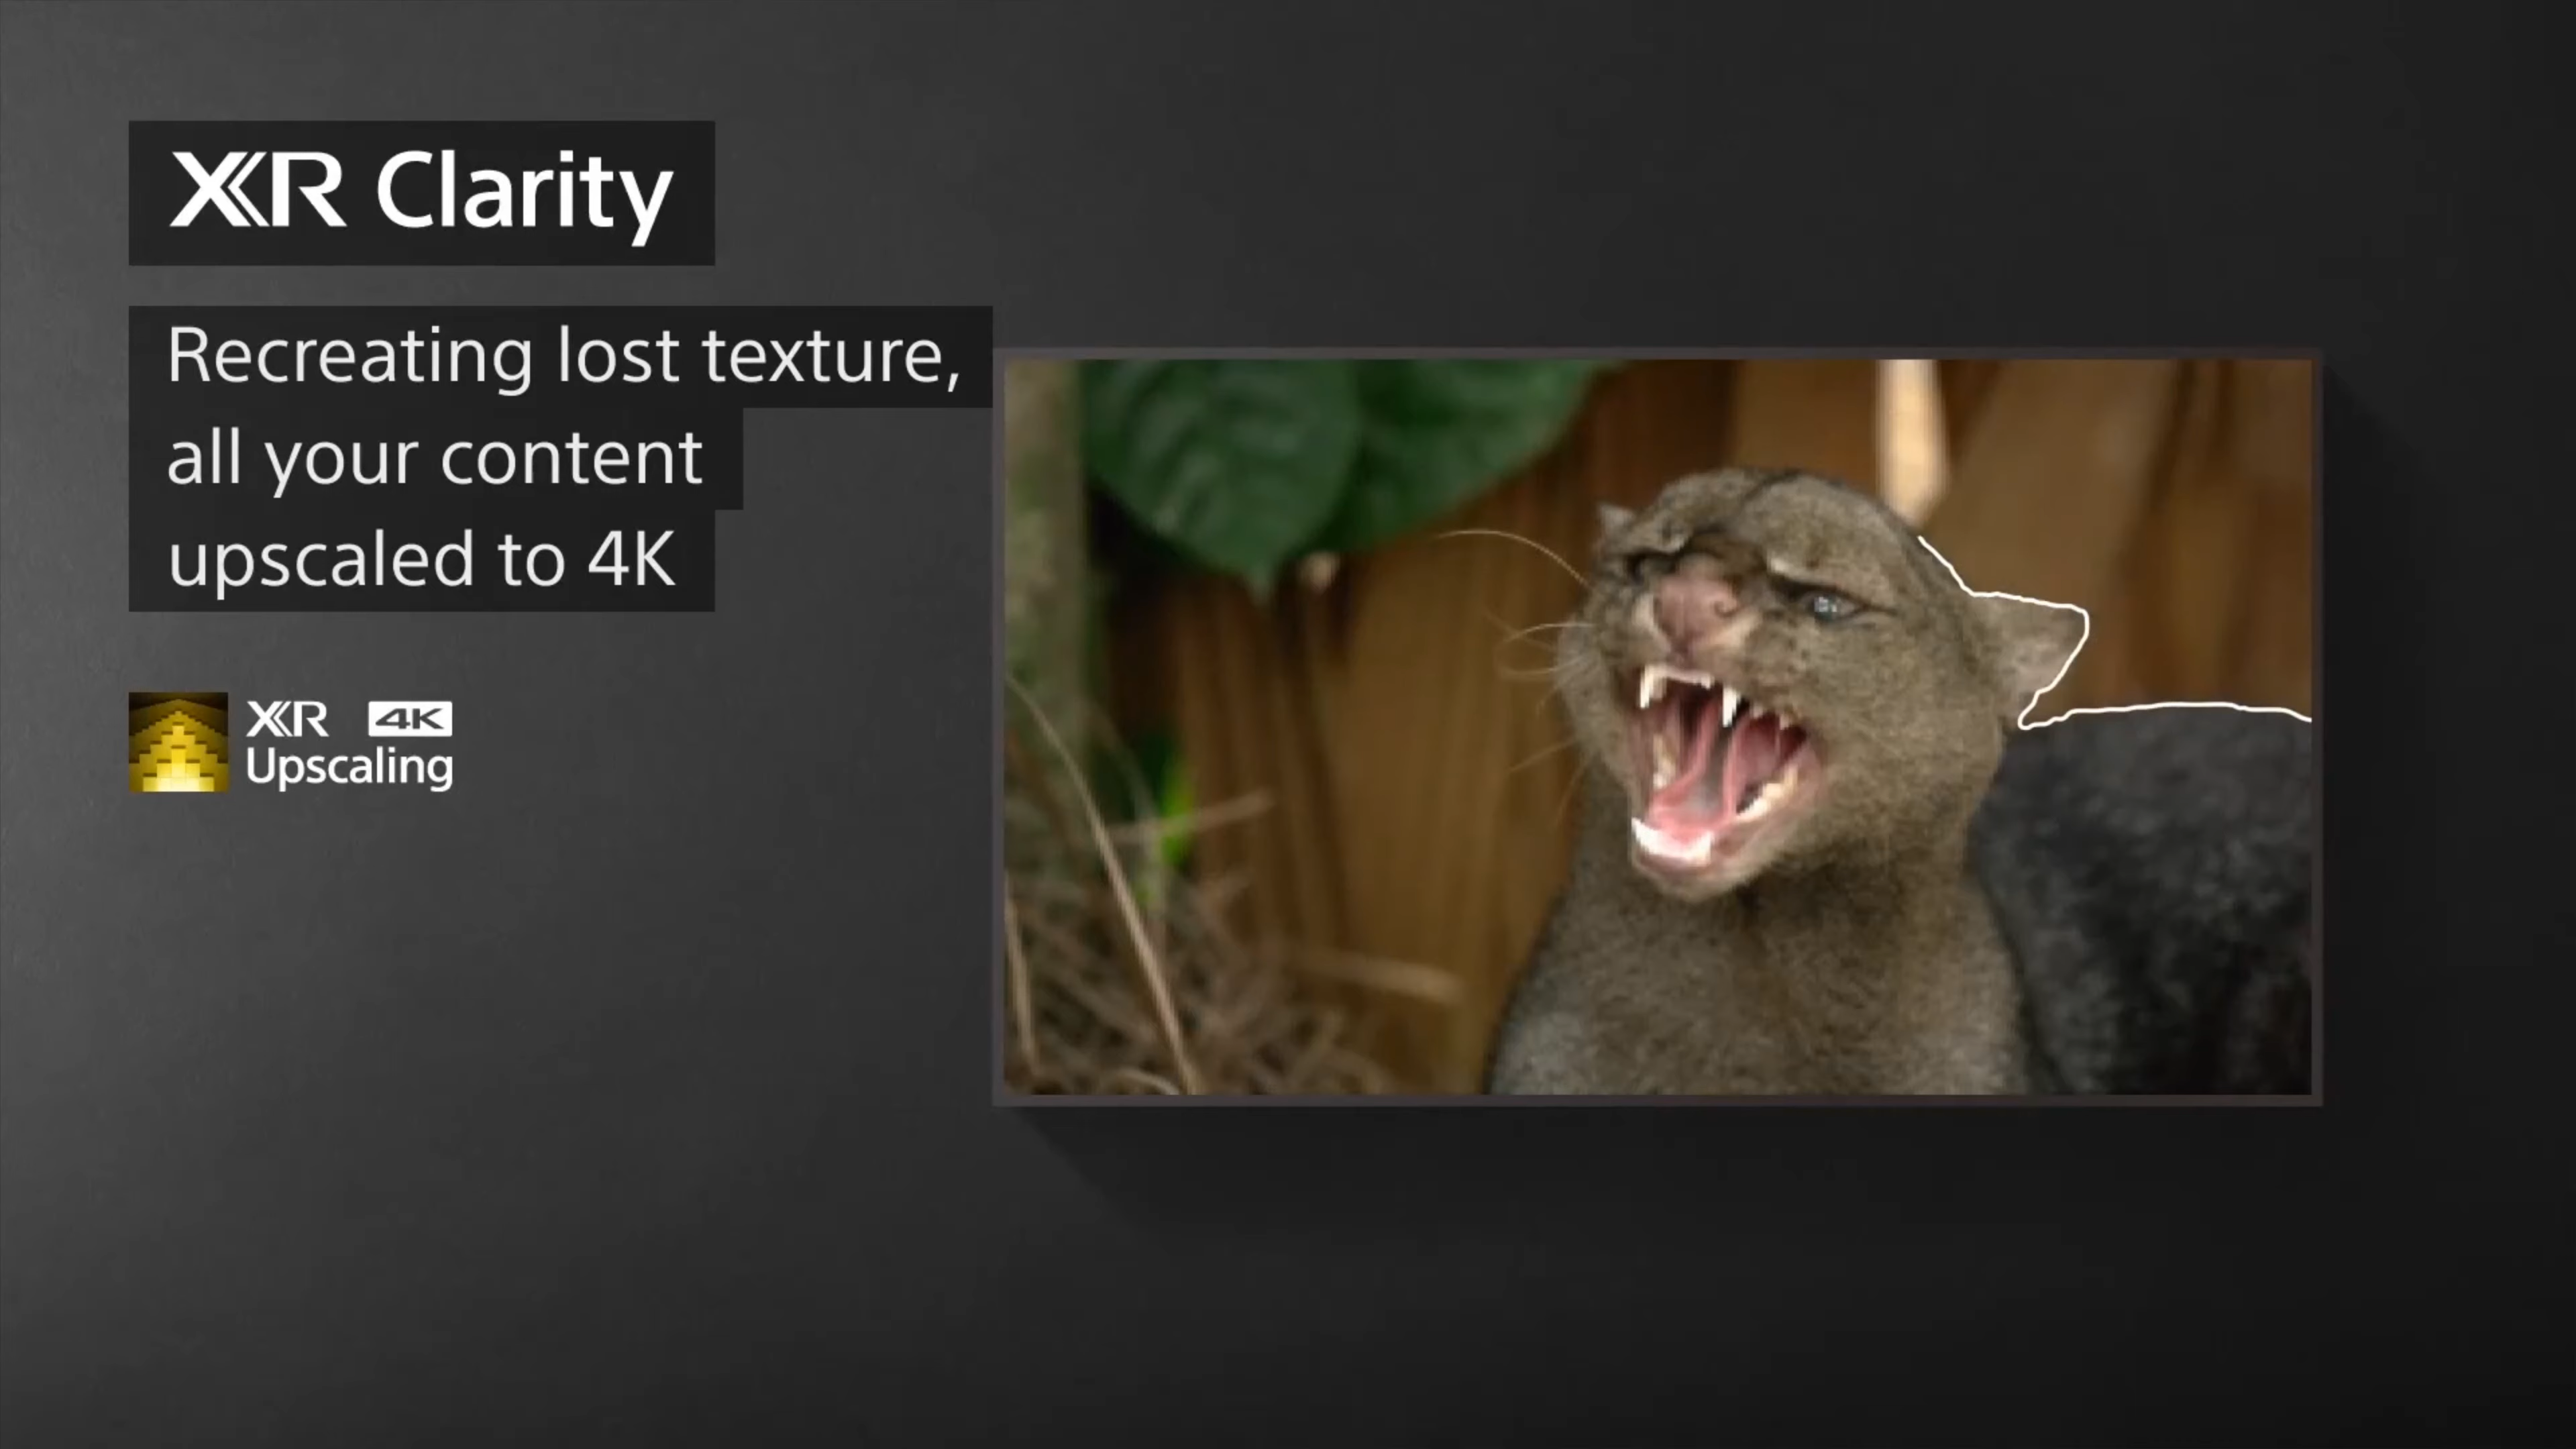 XR Clarity
Recreating lost texture,
all your content
upscaled to 4K
XR 4K
Upscaling